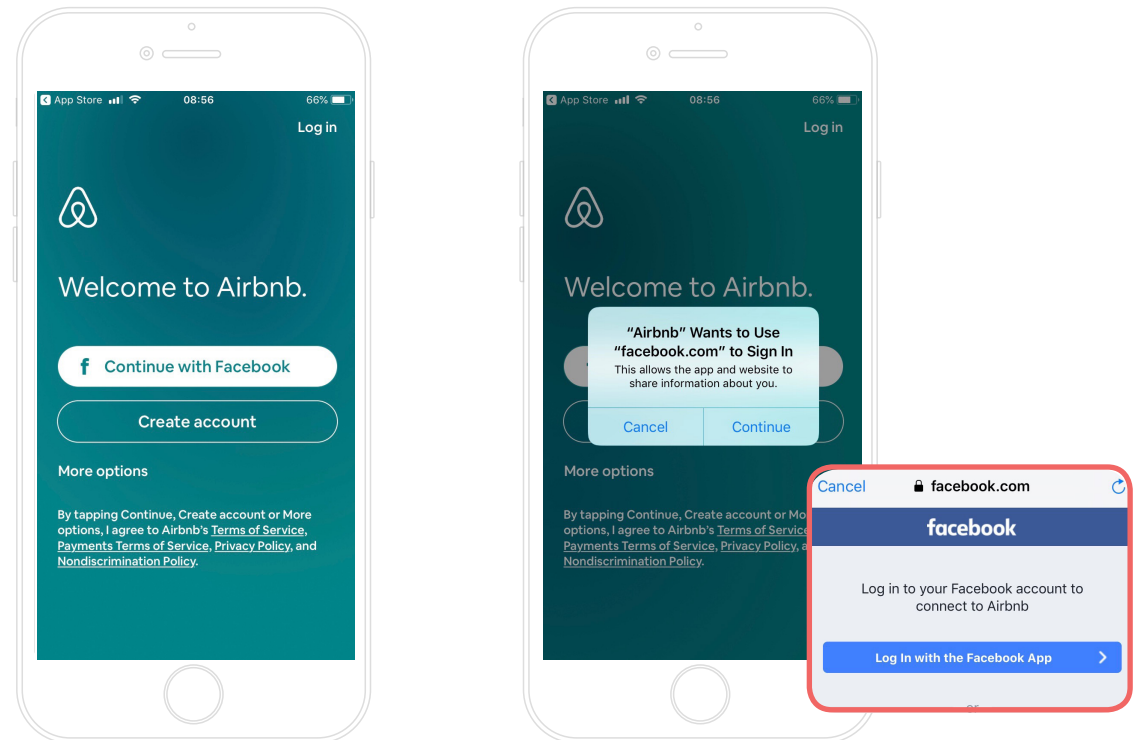 App Store 08:56 66%
Log in
Welcome to Airbnb.
f Continue with Facebook
Create account
More options
By tapping Continue, Create account or More
options, I agree to Airbnb's Terms of Service,
Payments Terms of Service, Privacy Policy, and
Nondiscrimination Policy.
App Store 08:56 66%
Log in
Welcome to Airbnb.
"Airbnb" Wants to Use
"facebook.com" to Sign In
This allows the app and website to
share information about you.
Cancel Continue
More options
By tapping Continue, Create account or Mo
options, I agree to Airbnb's Terms of Service
Payments Terms of Service, Privacy Policy, a
Nondiscrimination Policy.
Cancel facebook.com
facebook
Log in to your Facebook account to
connect to Airbnb
Log In with the Facebook App